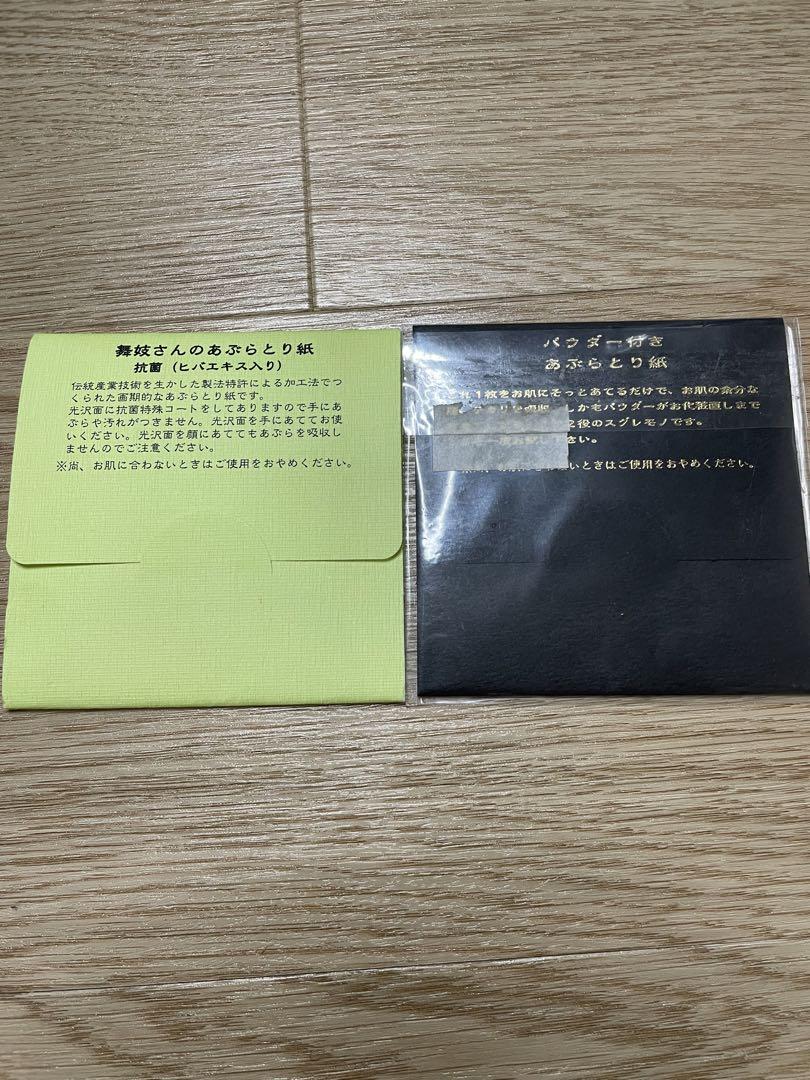 舞妓さんのあぶらとり紙
抗菌（ヒバエキス入り）
伝統産業技術を生かした製法特許による加工法でつ
くられた画期的なあぶらとり紙です。
光沢面に抗菌特殊コートをしてありますので手にあ
ぶらや汚れがつきません。光沢面を手にあててお使
いください。光沢面を顔にあててもあぶらを吸収し
ませんのでご注意ください。
※尚、お肌に合わないときはご使用をおやめください。
パウダー付き
あぶらとり紙
1枚をお肌にそっとあてるだけで、お肌の余分な
しかもパウダーがお化粧直しまで
2役のスグレモノです。
さい。
いときはご使用をおやめください。